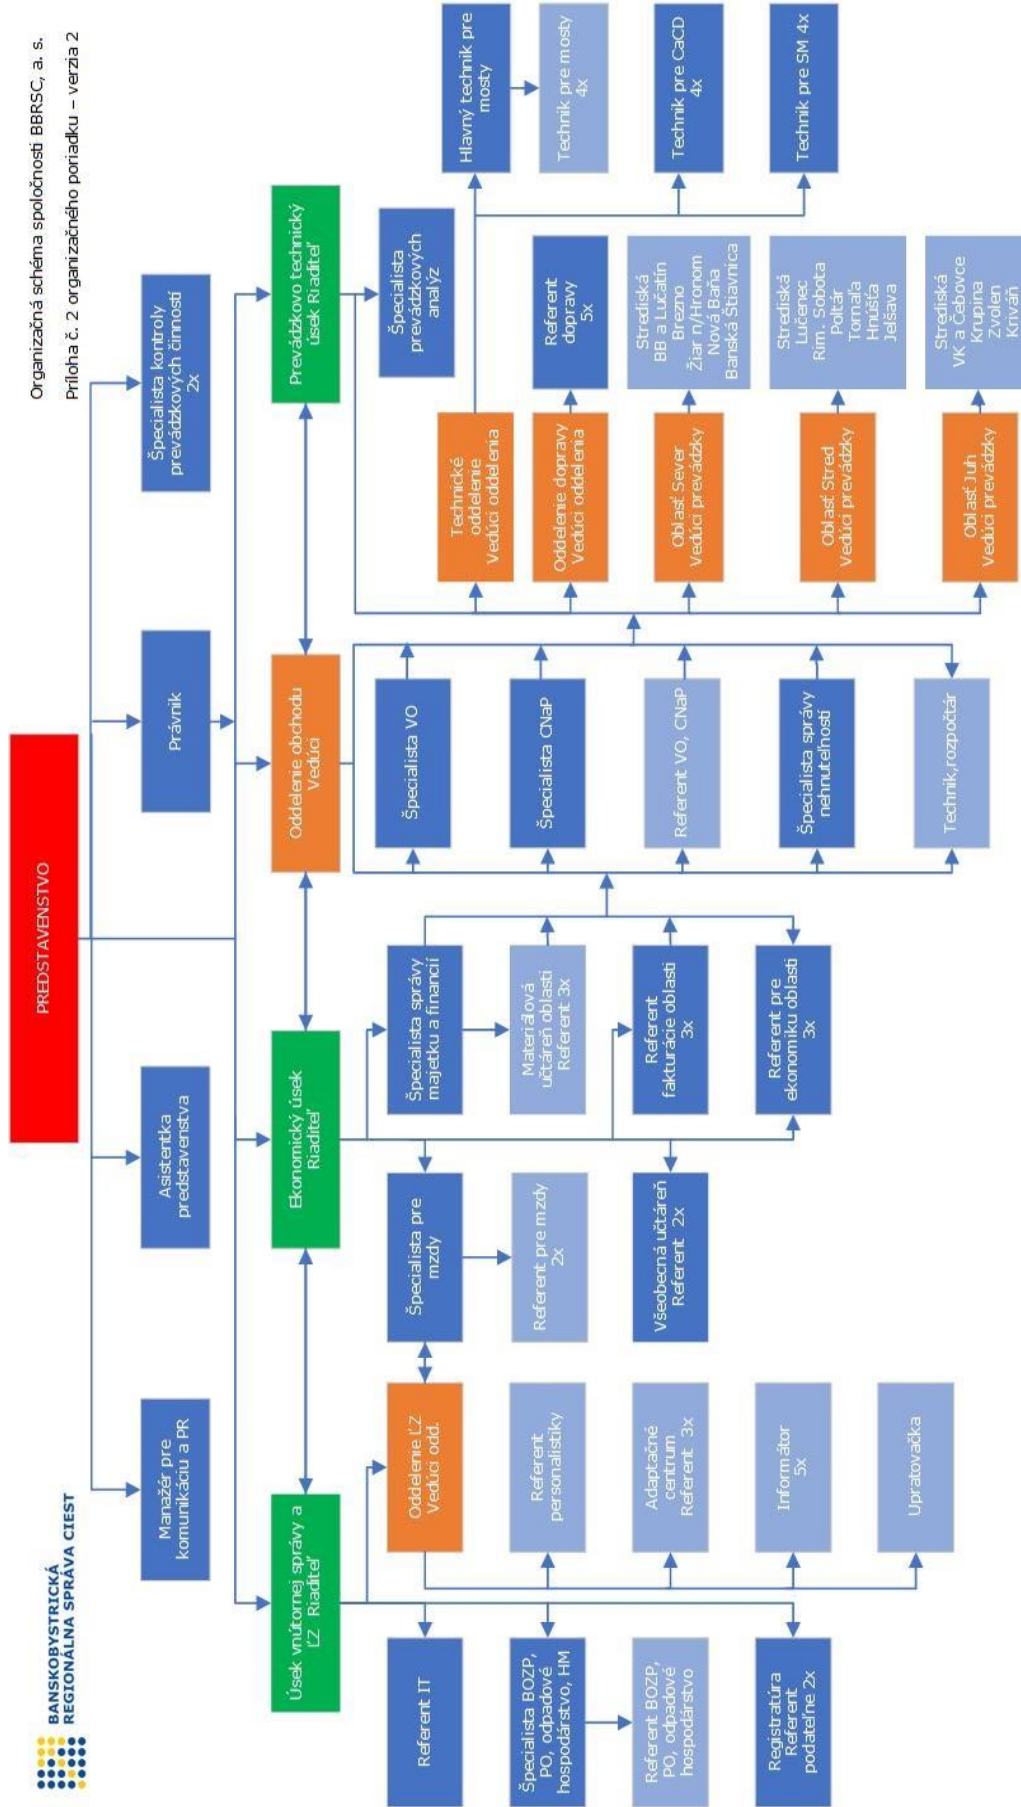 BANSKOBYSTRICKÁ
REGIONÁLNA SPRÁVA CIEST
Organizačná schéma spoločnosti BBRSC, a. s.
Príloha č. 2 organizačného poriadku – verzia 2
PREDSTAVENSTVO
Manažér pre
komunikáciu a PR
Asistentka
predstavenstva
Právnik
Špecialista kontroly
prevádzkových činností
2x
Úsek vnútornej správy a
ĽZ Riaditeľ
Ekonomický úsek
Riaditeľ
Oddelenie obchodu
Vedúci
Prevádzkovo technický
úsek Riaditeľ
Referent IT
Špecialista BOZP,
PO, odpadové
hospodárstvo, HM
Referent BOZP,
PO, odpadové
hospodárstvo
Registratúra
Referent
podateľne 2x
Oddelenie ĽZ
Vedúci odd.
Referent
personalistiky
Adaptačné
centrum
Referent 3x
Informátor
5x
Upratovačka
Špecialista pre
mzdy
Referent pre mzdy
2x
Všeobecná učtáreň
Referent 2x
Špecialista správy
majetku a financií
Materiálová
učtáreň oblasti
Referent 3x
Referent
fakturácie oblasti
3x
Referent pre
ekonomiku oblasti
3x
Špecialista VO
Špecialista CNaP
Referent VO, CNaP
Špecialista správy
nehnuteľností
Technik,rozpočtár
Špecialista
prevádzkových
analýz
Technické
oddelenie
Vedúci oddelenia
Oddelenie dopravy
Vedúci oddelenia
Oblasť Sever
Vedúci prevádzky
Oblasť Stred
Vedúci prevádzky
Oblasť Juh
Vedúci prevádzky
Referent
dopravy
5x
Strediská
BB a Lučatín
Brezno
Žiar n/Hronom
Nová Baňa
Banská Štiavnica
Strediská
Lučenec
Rim. Sobota
Poltár
Tornaľa
Hnúšťa
Jelšava
Strediská
VK a Čebovce
Krupina
Zvolen
Kriváň
Hlavný technik pre
mosty
Technik pre mosty
4x
Technik pre CaCD
4x
Technik pre SM 4x